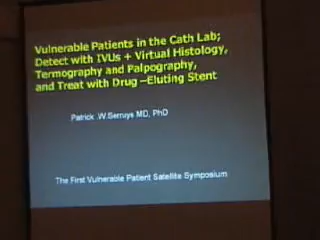 Vulnerable Patients in the Cath Lab;
Detect with IVUs + Virtual Histology,
Termography and Palpography,
and Treat with Drug –Eluting Stent
Patrick .W.Serruys MD, PhD
The First Vulnerable Patient Satellite Symposium